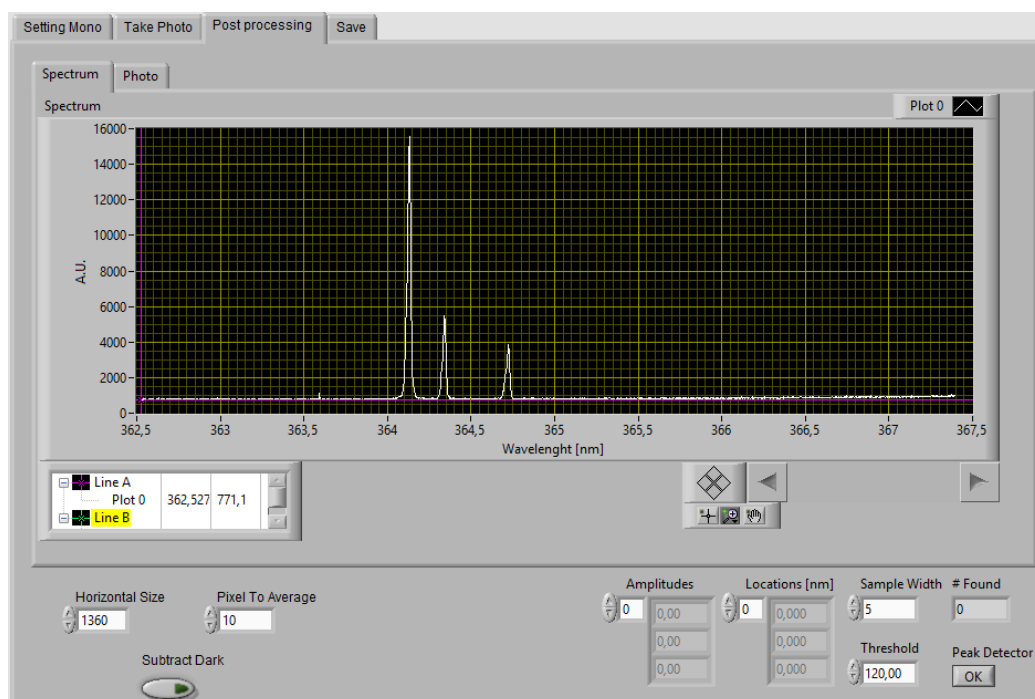 Setting Mono Take Photo Post processing Save
Spectrum Photo
Spectrum Plot 0
16000
14000
12000
10000
8000
6000
4000
2000
0
A.U.
362,5 363 363,5 364 364,5 365 365,5 366 366,5 367 367,5
Wavelenght [nm]
Line A
Plot 0 362,527 771,1
Line B
Horizontal Size Pixel To Average
1360 10
Subtract Dark
Amplitudes Locations [nm] Sample Width # Found
0 0,00 0 0,000 5 0
0,00 0,000
Threshold Peak Detector
0,00 0,000 120,00 OK